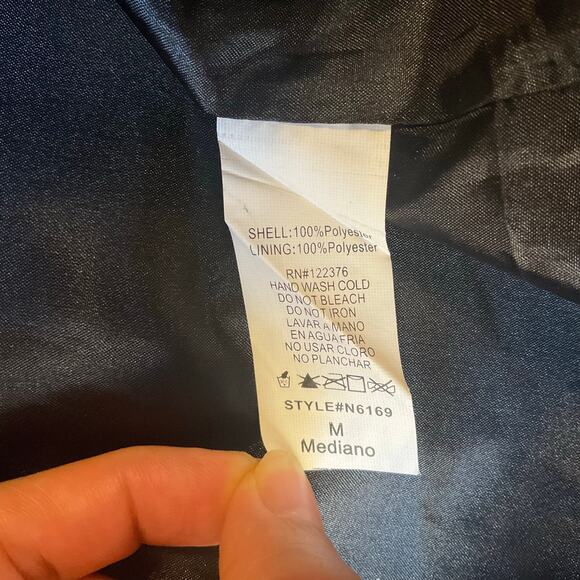 SHELL:100%Polyester
LINING:100%Polyester
RN#122376
HAND WASH COLD
DO NOT BLEACH
DO NOT IRON
LAVAR A MANO
EN AGUA FRIA
NO USAR CLORO
NO PLANCHAR
STYLE#N6169
M
Mediano